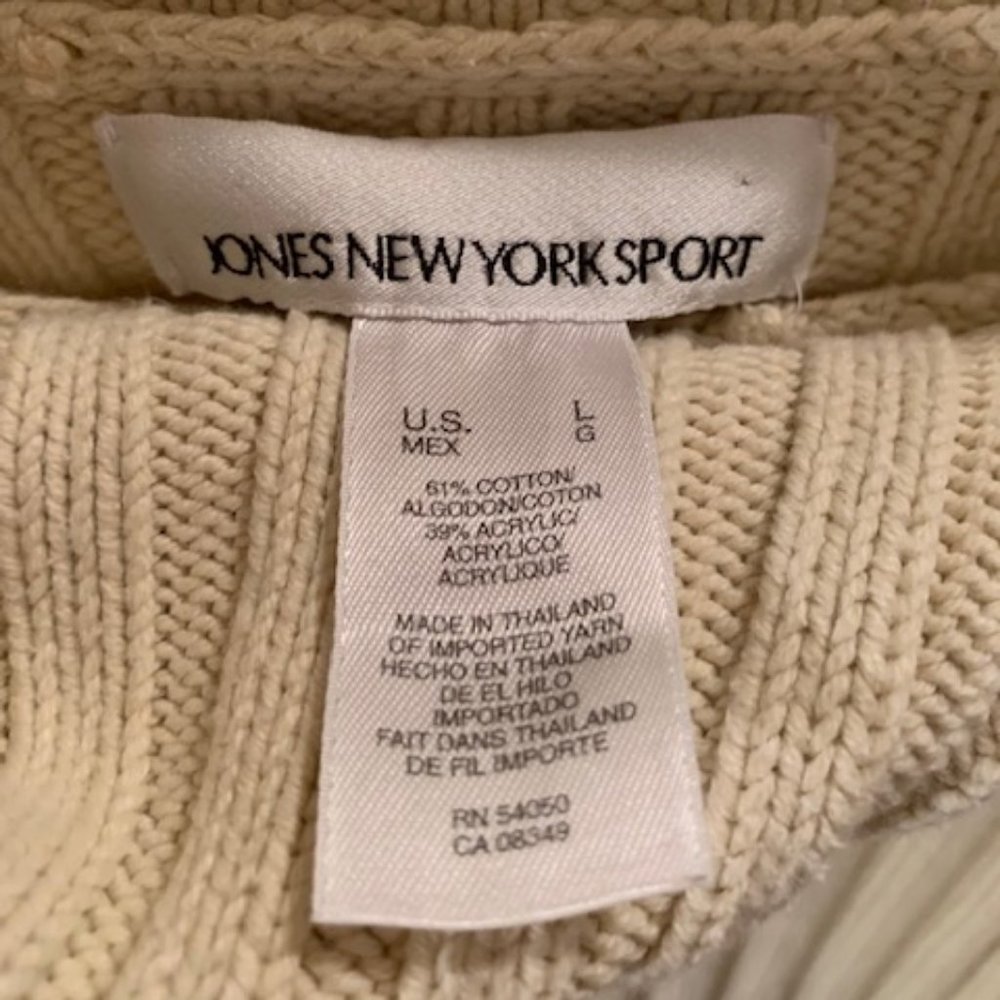 JONES NEW YORK SPORT
U.S. L
MEX G
61% COTTON/
ALGODON/COTON
39% ACRYLIC/
ACRYLICO/
ACRYLIQUE
MADE IN THAILAND
OF IMPORTED YARN
HECHO EN THAILAND
DE EL HILO
IMPORTADO
FAIT DANS THAILAND
DE FIL IMPORTE
RN 54050
CA 08349